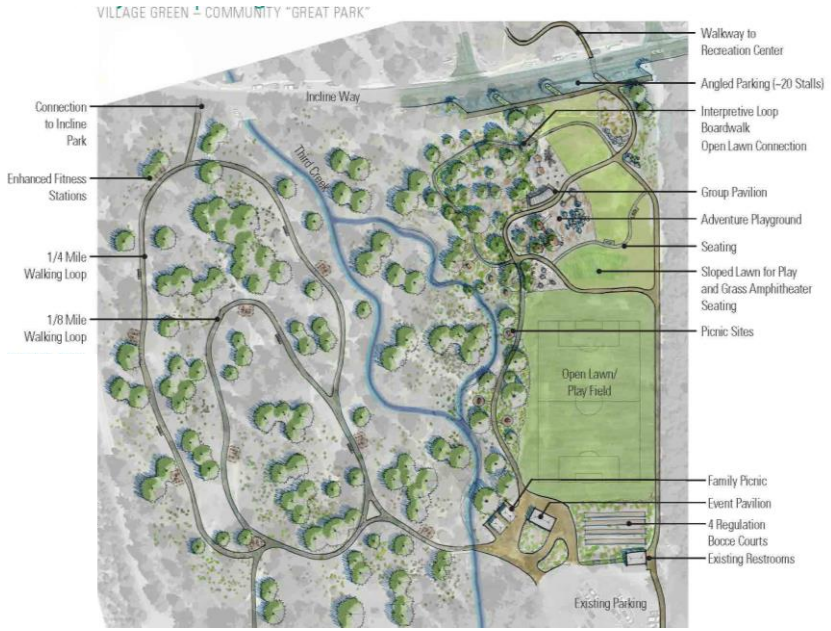 VILLAGE GREEN – COMMUNITY "GREAT PARK"
Walkway to
Recreation Center
Angled Parking (~20 Stalls)
Interpretive Loop
Boardwalk
Open Lawn Connection
Group Pavilion
Adventure Playground
Seating
Sloped Lawn for Play
and Grass Amphitheater
Seating
Picnic Sites
Family Picnic
Event Pavilion
4 Regulation
Bocce Courts
Existing Restrooms
Connection
to Incline
Park
Enhanced Fitness
Stations
1/4 Mile
Walking Loop
1/8 Mile
Walking Loop
Incline Way
Third Creek
Open Lawn/
Play Field
Existing Parking